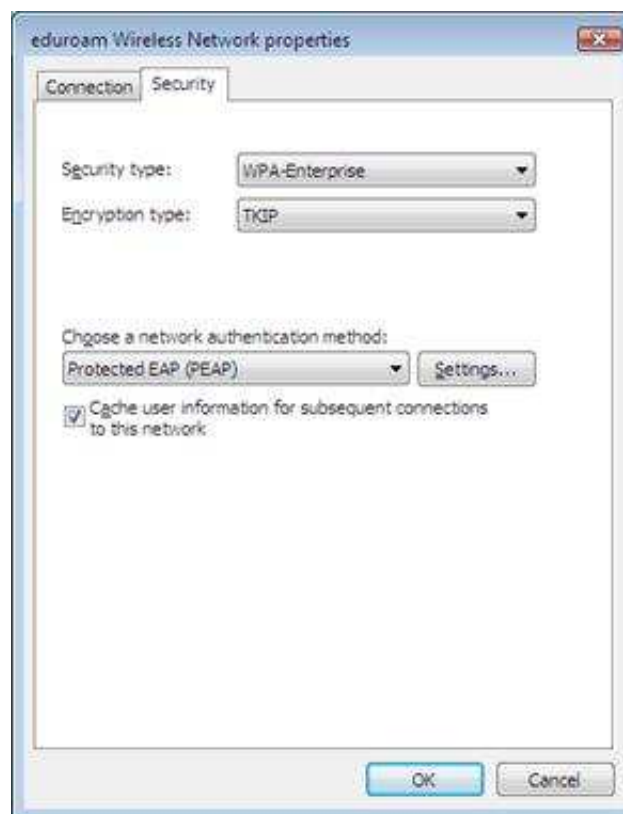 eduroam Wireless Network properties
Connection Security
Security type: WPA-Enterprise
Encryption type: TKIP
Choose a network authentication method:
Protected EAP (PEAP) Settings...
Cache user information for subsequent connections
to this network
OK Cancel